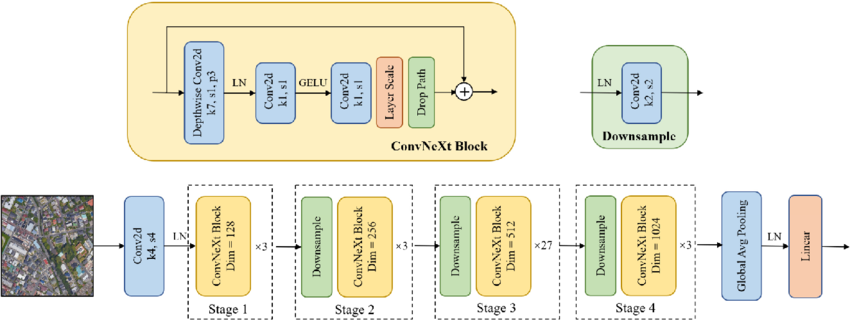 Depthwise Conv2d
k7, s1, p3
LN
Conv2d
k1, s1
GELU
Conv2d
k1, s1
Layer Scale
Drop Path
ConvNeXt Block
LN
Conv2d
k2, s2
Downsample
Conv2d
k4, s4
LN
ConvNeXt Block
Dim = 128
×3
Stage 1
Downsample
ConvNeXt Block
Dim = 256
×3
Stage 2
Downsample
ConvNeXt Block
Dim = 512
×27
Stage 3
Downsample
ConvNeXt Block
Dim = 1024
×3
Stage 4
Global Avg Pooling
LN
Linear